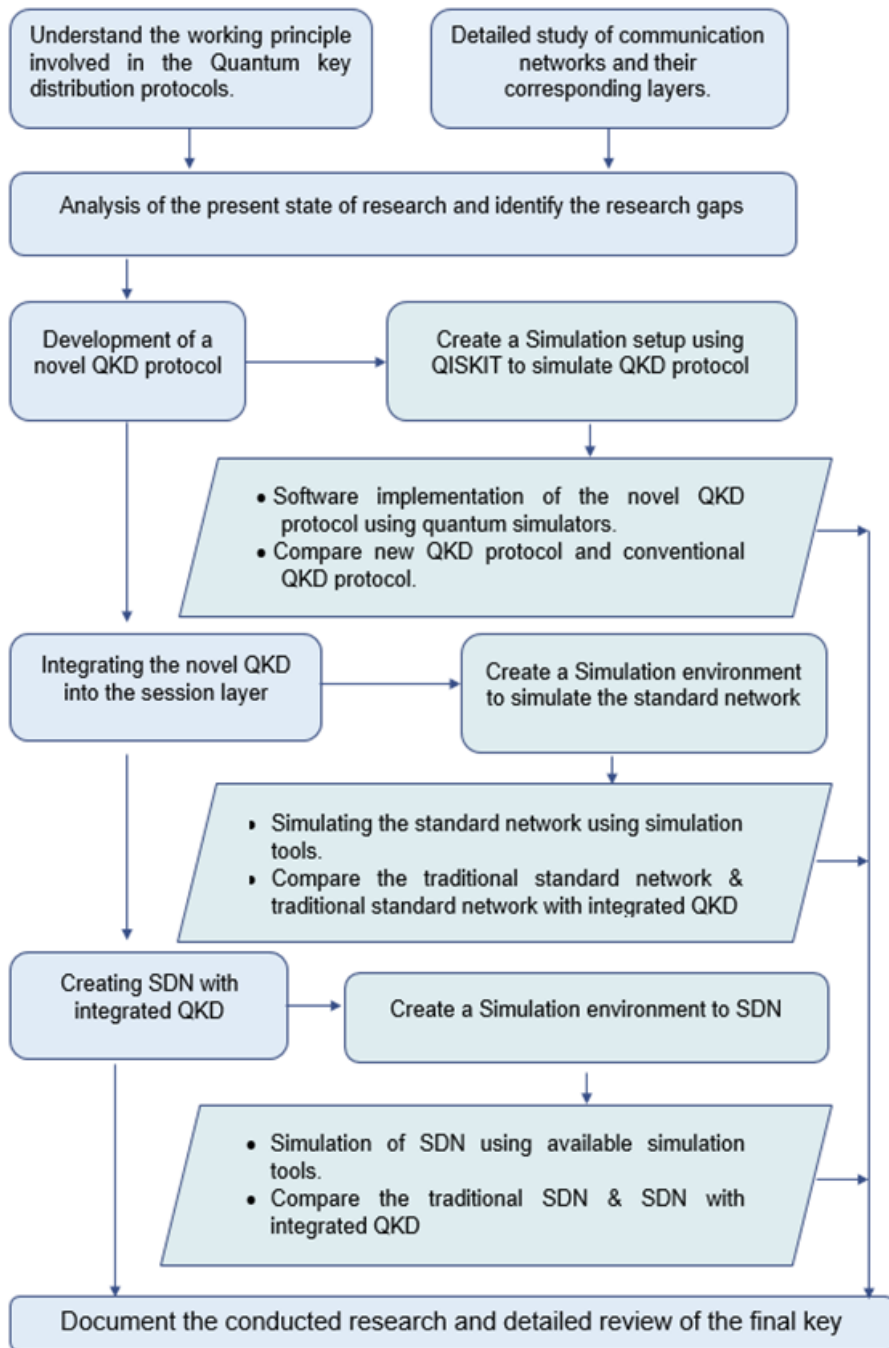 Understand the working principle
involved in the Quantum key
distribution protocols.
Detailed study of communication
networks and their
corresponding layers.
Analysis of the present state of research and identify the research gaps
Development of a
novel QKD protocol
Create a Simulation setup using
QISKIT to simulate QKD protocol
• Software implementation of the novel QKD
protocol using quantum simulators.
• Compare new QKD protocol and conventional
QKD protocol.
Integrating the novel QKD
into the session layer
Create a Simulation environment
to simulate the standard network
• Simulating the standard network using simulation
tools.
• Compare the traditional standard network &
traditional standard network with integrated QKD
Creating SDN with
integrated QKD
Create a Simulation environment to SDN
• Simulation of SDN using available simulation
tools.
• Compare the traditional SDN & SDN with
integrated QKD
Document the conducted research and detailed review of the final key